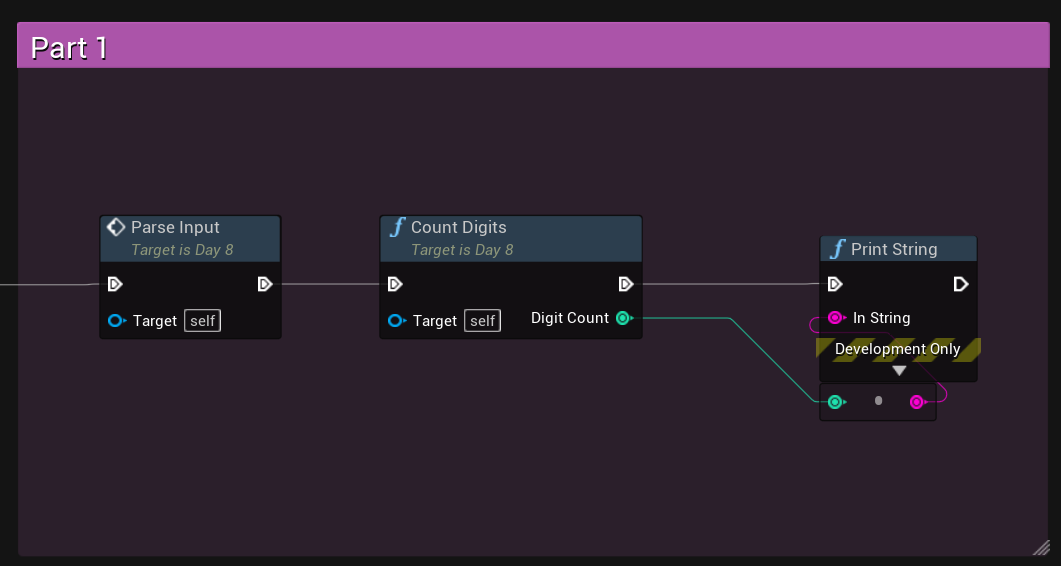 Part 1
Parse Input
Target is Day 8
Target self
Count Digits
Target is Day 8
Target self
Digit Count
Print String
In String
Development Only